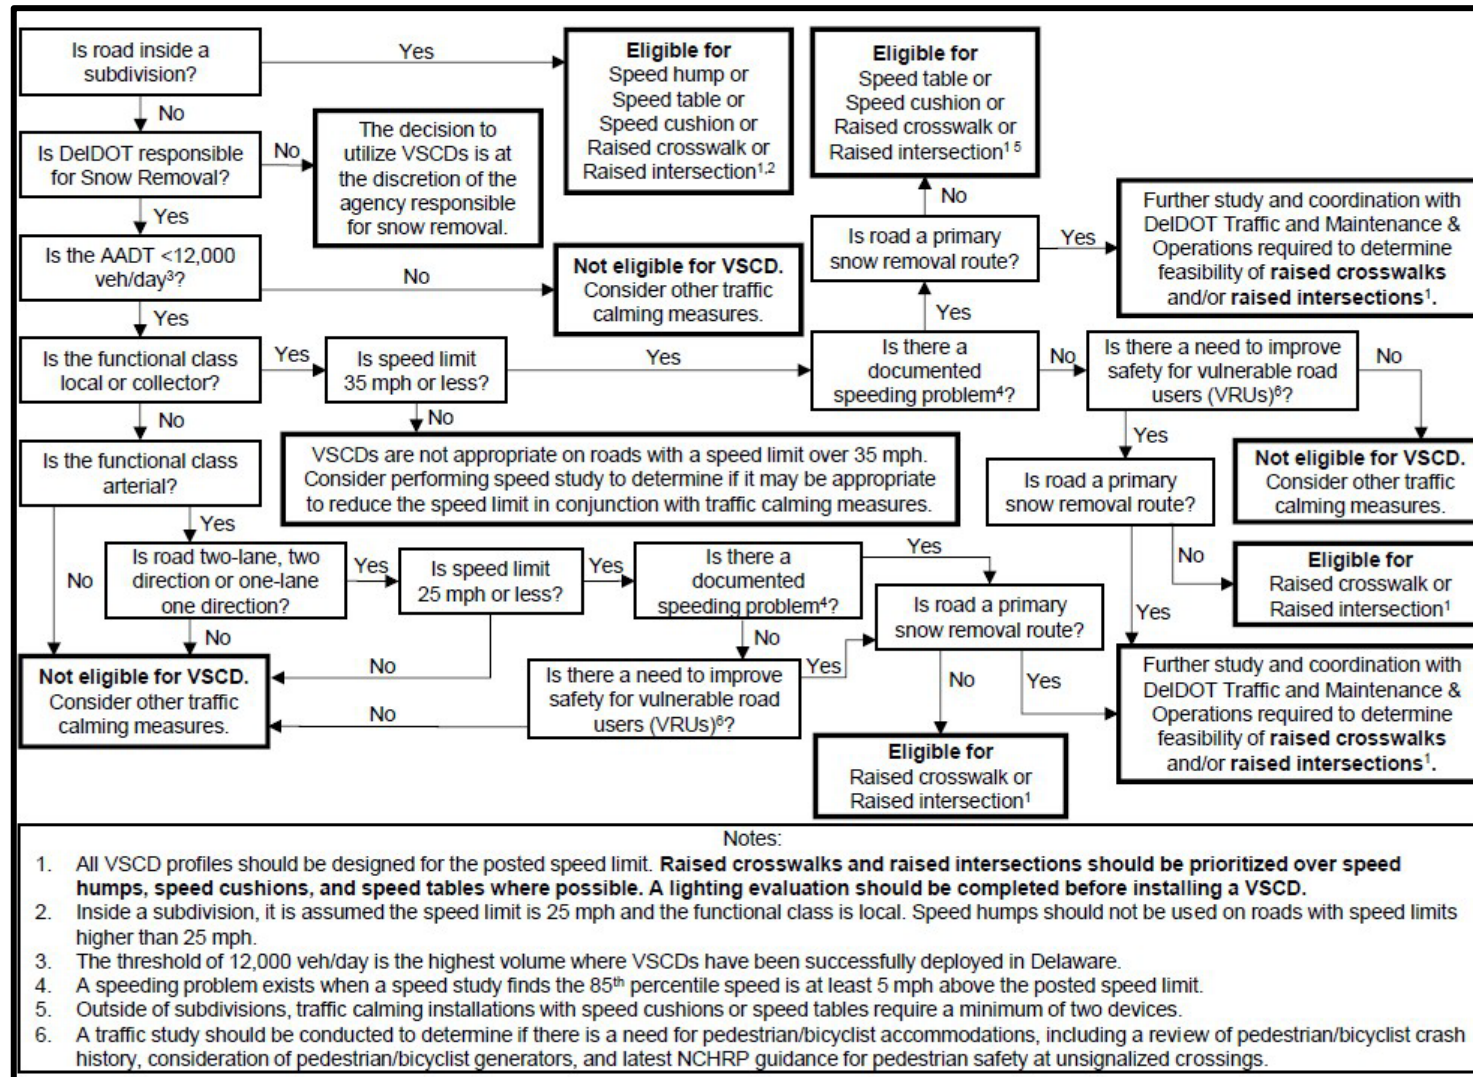 Is road inside a
subdivision?
Yes
Eligible for
Speed hump or
Speed table or
Speed cushion or
Raised crosswalk or
Raised intersection1,2
Eligible for
Speed table or
Speed cushion or
Raised crosswalk or
Raised intersection1 5
No
Is DelDOT responsible
for Snow Removal?
No
The decision to
utilize VSCDs is at
the discretion of the
agency responsible
for snow removal.
Yes
Is the AADT <12,000
veh/day3?
No
Not eligible for VSCD.
Consider other traffic
calming measures.
No
Is road a primary
snow removal route?
Yes
Further study and coordination with
DelDOT Traffic and Maintenance &
Operations required to determine
feasibility of raised crosswalks
and/or raised intersections1.
Yes
Yes
Is the functional class
local or collector?
Yes
Is speed limit
35 mph or less?
Yes
Is there a
documented
speeding problem4?
No
Is there a need to improve
safety for vulnerable road
users (VRUs)6?
No
No
No
VSCDs are not appropriate on roads with a speed limit over 35 mph.
Consider performing speed study to determine if it may be appropriate
to reduce the speed limit in conjunction with traffic calming measures.
Yes
Not eligible for VSCD.
Consider other traffic
calming measures.
Is the functional class
arterial?
Is road a primary
snow removal route?
Yes
No
Is road two-lane, two
direction or one-lane
one direction?
Yes
Is speed limit
25 mph or less?
Yes
Is there a
documented
speeding problem4?
Yes
Is road a primary
snow removal route?
No
Eligible for
Raised crosswalk or
Raised intersection1
Yes
No
No
No
Not eligible for VSCD.
Consider other traffic
calming measures.
No
Is there a need to improve
safety for vulnerable road
users (VRUs)6?
Yes
No
Yes
Further study and coordination with
DelDOT Traffic and Maintenance &
Operations required to determine
feasibility of raised crosswalks
and/or raised intersections1.
Eligible for
Raised crosswalk or
Raised intersection1
Notes:
1. All VSCD profiles should be designed for the posted speed limit. Raised crosswalks and raised intersections should be prioritized over speed
humps, speed cushions, and speed tables where possible. A lighting evaluation should be completed before installing a VSCD.
2. Inside a subdivision, it is assumed the speed limit is 25 mph and the functional class is local. Speed humps should not be used on roads with speed limits
higher than 25 mph.
3. The threshold of 12,000 veh/day is the highest volume where VSCDs have been successfully deployed in Delaware.
4. A speeding problem exists when a speed study finds the 85th percentile speed is at least 5 mph above the posted speed limit.
5. Outside of subdivisions, traffic calming installations with speed cushions or speed tables require a minimum of two devices.
6. A traffic study should be conducted to determine if there is a need for pedestrian/bicyclist accommodations, including a review of pedestrian/bicyclist crash
history, consideration of pedestrian/bicyclist generators, and latest NCHRP guidance for pedestrian safety at unsignalized crossings.